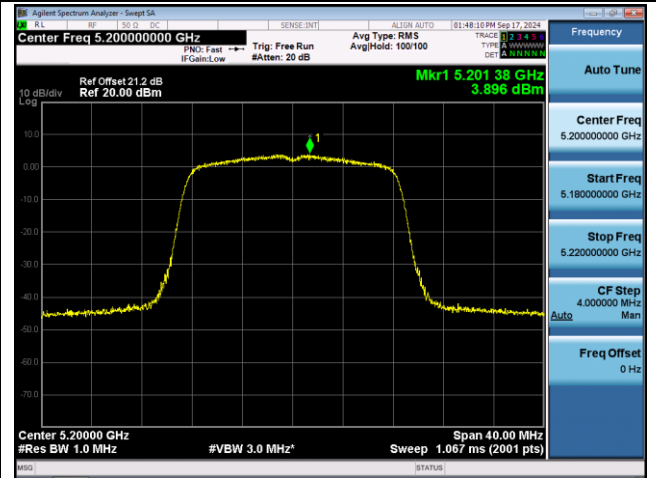 Agilent Spectrum Analyzer - Swept SA
RL RF 50 Ω DC SENSE:INT ALIGN AUTO 01:48:10 PM Sep 17, 2024
Center Freq 5.200000000 GHz
PNO: Fast
IFGain:Low
Trig: Free Run
#Atten: 20 dB
Avg Type: RMS
Avg|Hold: 100/100
TRACE 1 2 3 4 5 6
TYPE A WWWWW
DET A N N N N N
Ref Offset 21.2 dB
10 dB/div Ref 20.00 dBm
Log
Mkr1 5.201 38 GHz
3.896 dBm
1
10.0
0.00
-10.0
-20.0
-30.0
-40.0
-50.0
-60.0
-70.0
Center 5.20000 GHz Span 40.00 MHz
#Res BW 1.0 MHz #VBW 3.0 MHz* Sweep 1.067 ms (2001 pts)
MSG STATUS
Frequency
Auto Tune
Center Freq
5.200000000 GHz
Start Freq
5.180000000 GHz
Stop Freq
5.220000000 GHz
CF Step
4.000000 MHz
Auto Man
Freq Offset
0 Hz